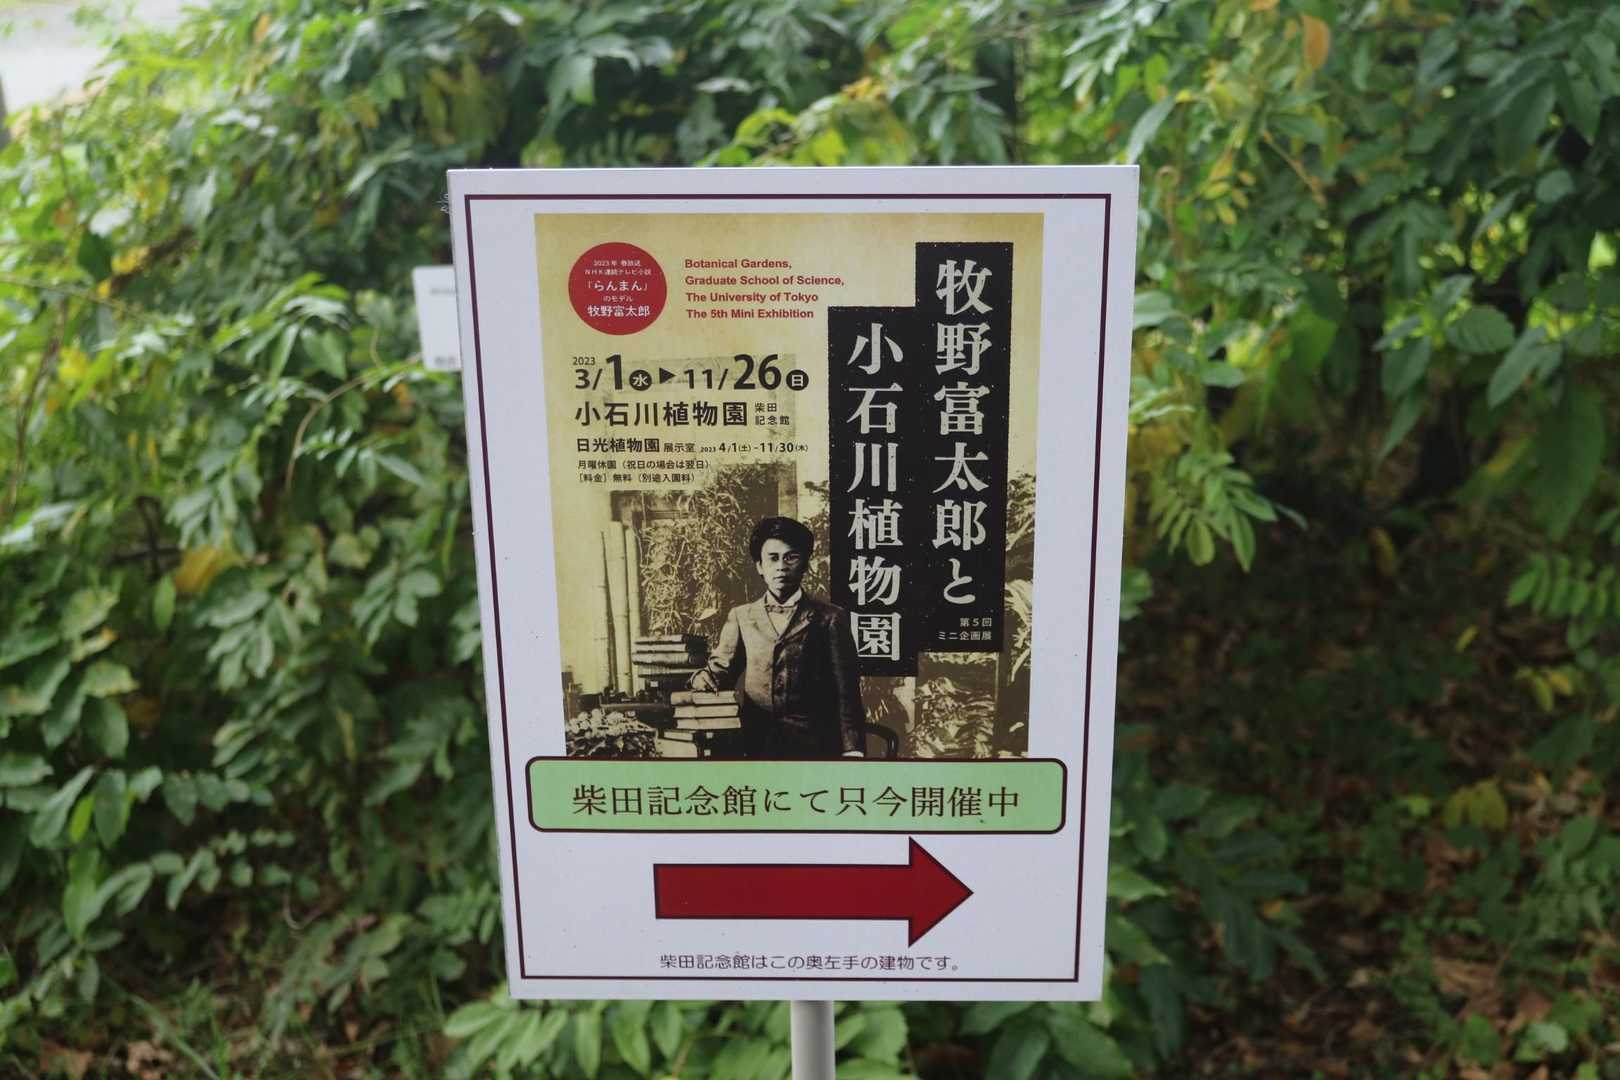 2023年 春放送
NHK連続テレビ小説
「らんまん」
のモデル
牧野富太郎
Botanical Gardens,
Graduate School of Science,
The University of Tokyo
The 5th Mini Exhibition
牧野富太郎と
小石川植物園
第5回
ミニ企画展
2023
3/1水▶11/26日
小石川植物園 柴田
記念館
日光植物園 展示室 2023 4/1(土)-11/30(木)
月曜休園（祝日の場合は翌日）
［料金］無料（別途入園料）
柴田記念館にて只今開催中
柴田記念館はこの奥左手の建物です。